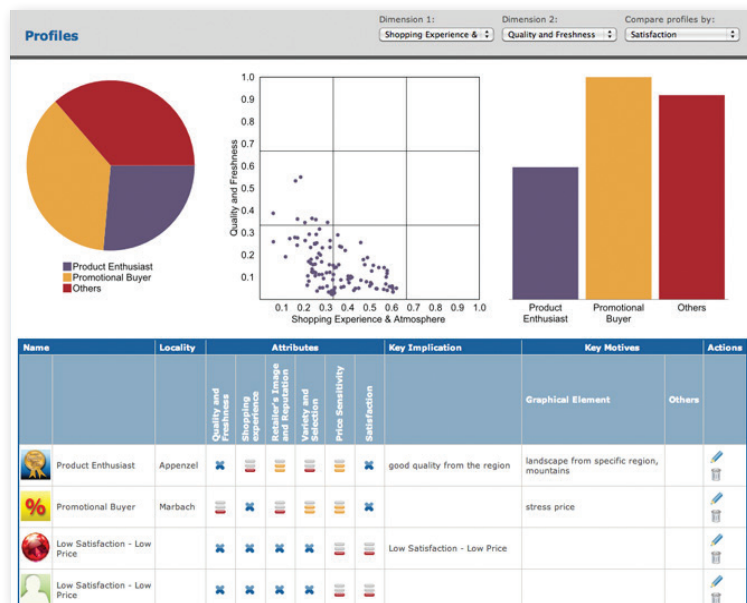 Profiles
Dimension 1:
Shopping Experience &
Dimension 2:
Quality and Freshness
Compare profiles by:
Satisfaction
Product Enthusiast
Promotional Buyer
Others
Quality and Freshness
1.0
0.9
0.8
0.7
0.6
0.5
0.4
0.3
0.2
0.1
0.1 0.2 0.3 0.4 0.5 0.6 0.7 0.8 0.9 1.0
Shopping Experience & Atmosphere
Product
Enthusiast
Promotional
Buyer
Others
Name Locality Attributes Key Implication Key Motives Actions
Quality and
Freshness
Shopping
experience
Retailer's Image
and Reputation
Variety and
Selection
Price Sensitivity
Satisfaction
Graphical Element
Others
Product Enthusiast Appenzel good quality from the region landscape from specific region,
mountains
% Promotional Buyer Marbach stress price
Low Satisfaction - Low
Price
Low Satisfaction - Low Price
Low Satisfaction - Low
Price